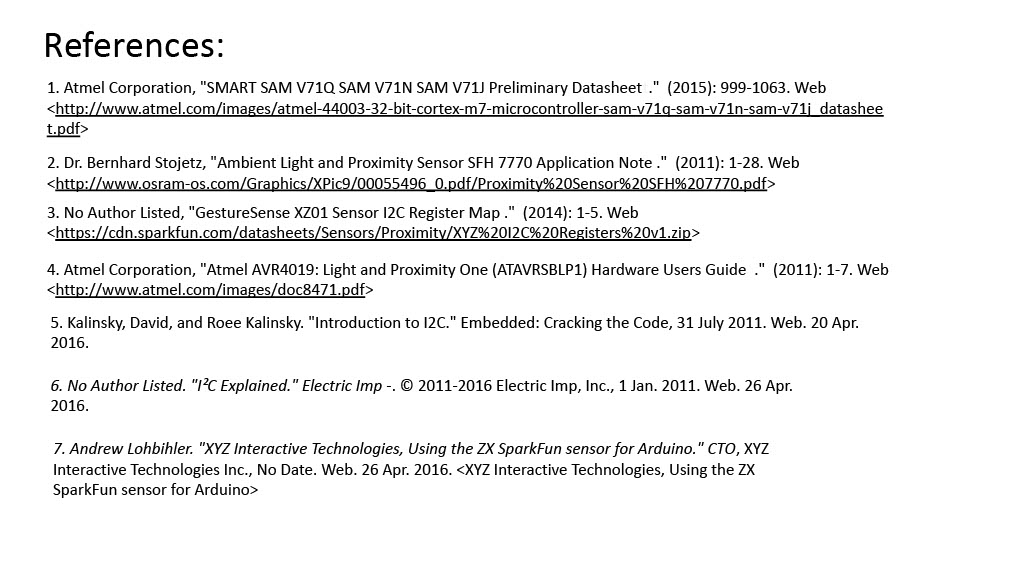 References:
1. Atmel Corporation, "SMART SAM V71Q SAM V71N SAM V71J Preliminary Datasheet ." (2015): 999-1063. Web
<http://www.atmel.com/images/atmel-44003-32-bit-cortex-m7-microcontroller-sam-v71q-sam-v71n-sam-v71j_datashee
t.pdf>
2. Dr. Bernhard Stojetz, "Ambient Light and Proximity Sensor SFH 7770 Application Note ." (2011): 1-28. Web
<http://www.osram-os.com/Graphics/XPic9/00055496_0.pdf/Proximity%20Sensor%20SFH%207770.pdf>
3. No Author Listed, "GestureSense XZ01 Sensor I2C Register Map ." (2014): 1-5. Web
<https://cdn.sparkfun.com/datasheets/Sensors/Proximity/XYZ%20I2C%20Registers%20v1.zip>
4. Atmel Corporation, "Atmel AVR4019: Light and Proximity One (ATAVRSBLP1) Hardware Users Guide ." (2011): 1-7. Web
<http://www.atmel.com/images/doc8471.pdf>
5. Kalinsky, David, and Roee Kalinsky. "Introduction to I2C." Embedded: Cracking the Code, 31 July 2011. Web. 20 Apr.
2016.
6. No Author Listed. "I²C Explained." Electric Imp -. © 2011-2016 Electric Imp, Inc., 1 Jan. 2011. Web. 26 Apr.
2016.
7. Andrew Lohbihler. "XYZ Interactive Technologies, Using the ZX SparkFun sensor for Arduino." CTO, XYZ
Interactive Technologies Inc., No Date. Web. 26 Apr. 2016. <XYZ Interactive Technologies, Using the ZX
SparkFun sensor for Arduino>